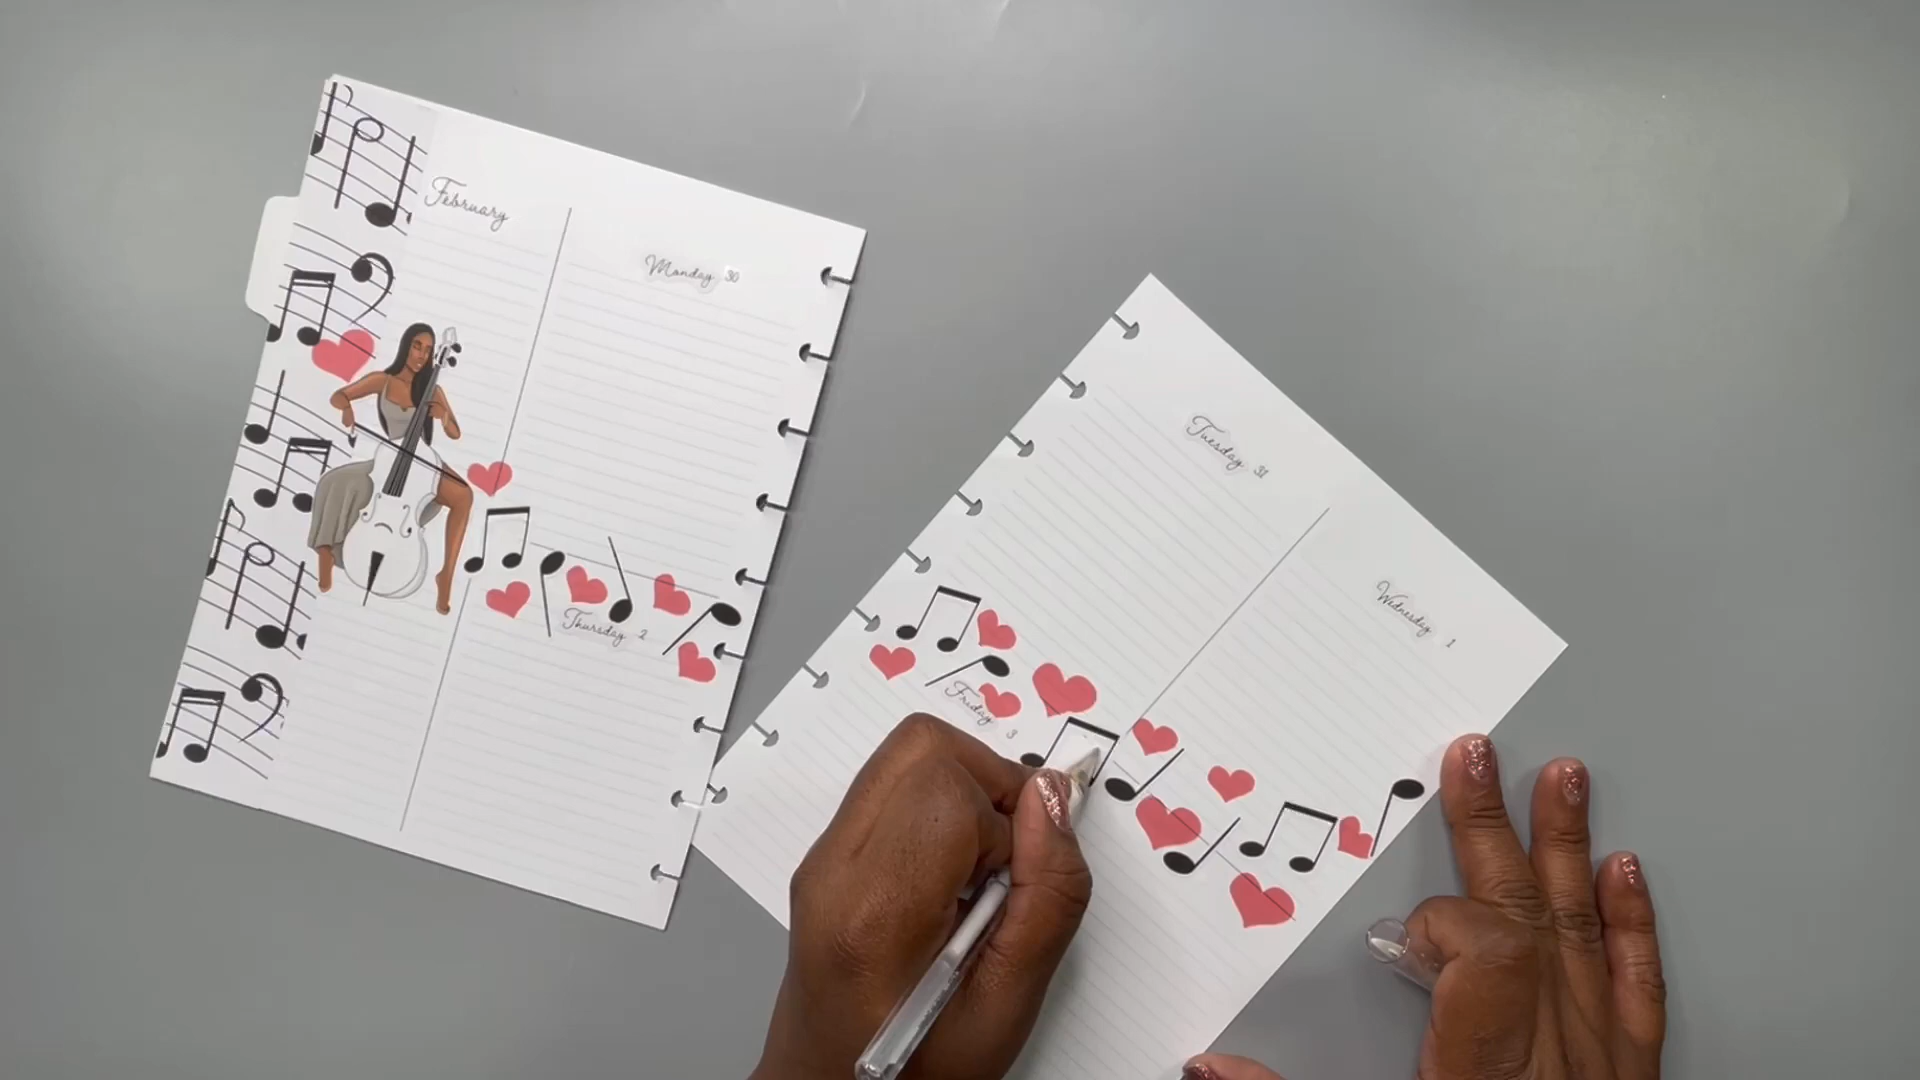 February
Monday 30
Thursday 2
Tuesday 31
Wednesday 1
Friday 3